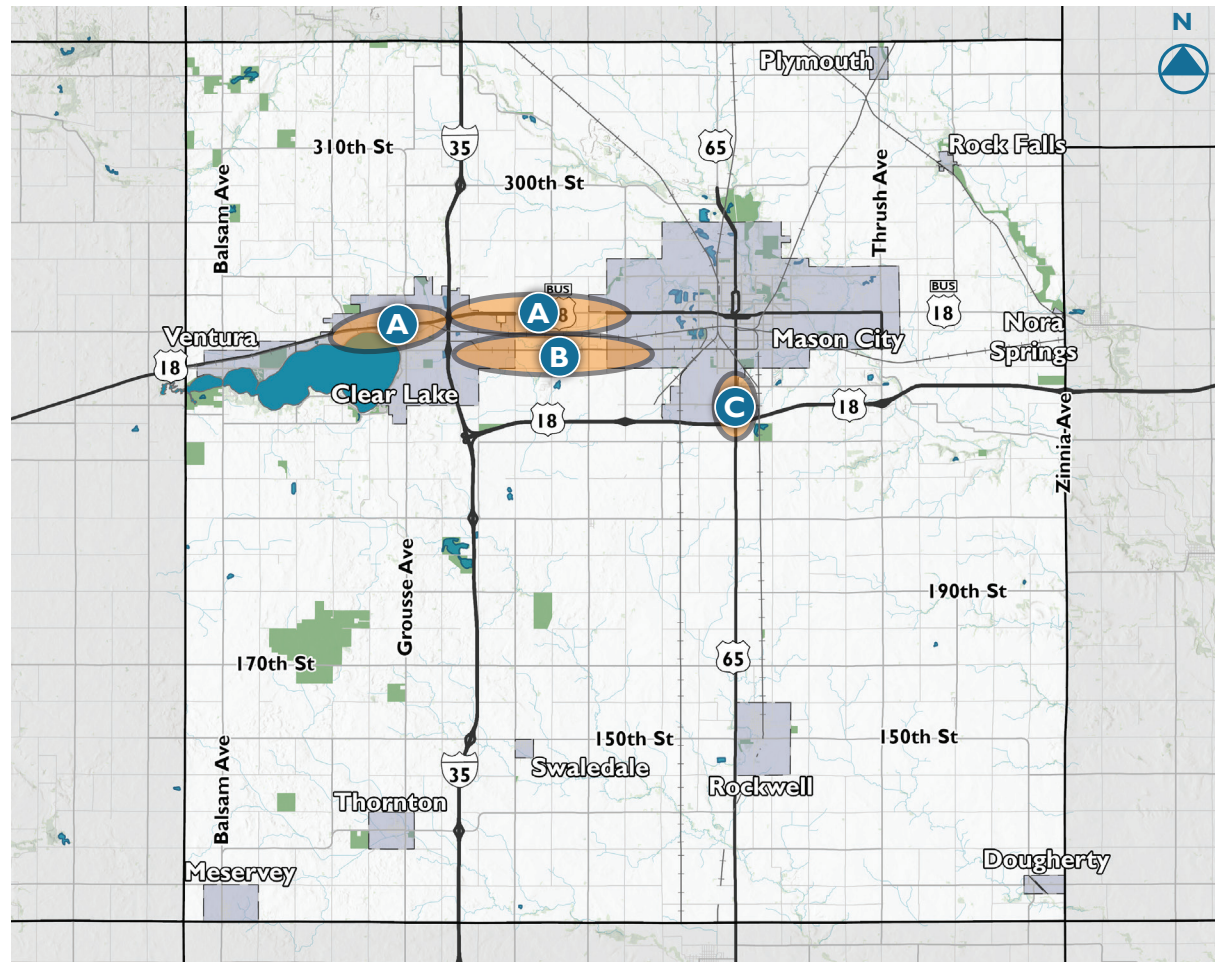 N
Plymouth
35
310th St
65
Rock Falls
300th St
Thrush Ave
Balsam Ave
BUS
BUS
18
A
A
8
Ventura
18
Nora
Springs
Mason City
B
Clear Lake
18
C
18
Zinnia Ave
Grousse Ave
190th St
170th St
65
150th St
150th St
Swaledale
35
Rockwell
Balsam Ave
Thornton
Meservey
Dougherty